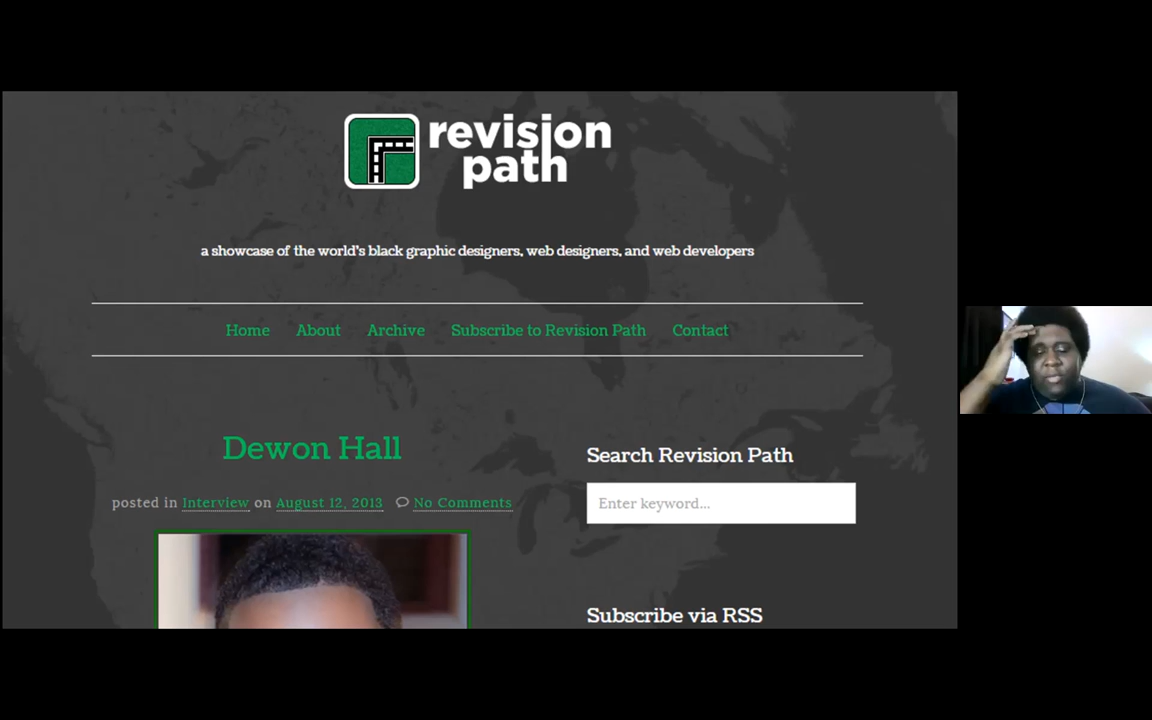 revision
path
a showcase of the world's black graphic designers, web designers, and web developers
Home About Archive Subscribe to Revision Path Contact
Dewon Hall
posted in Interview on August 12, 2013 No Comments
Search Revision Path
Enter keyword...
Subscribe via RSS